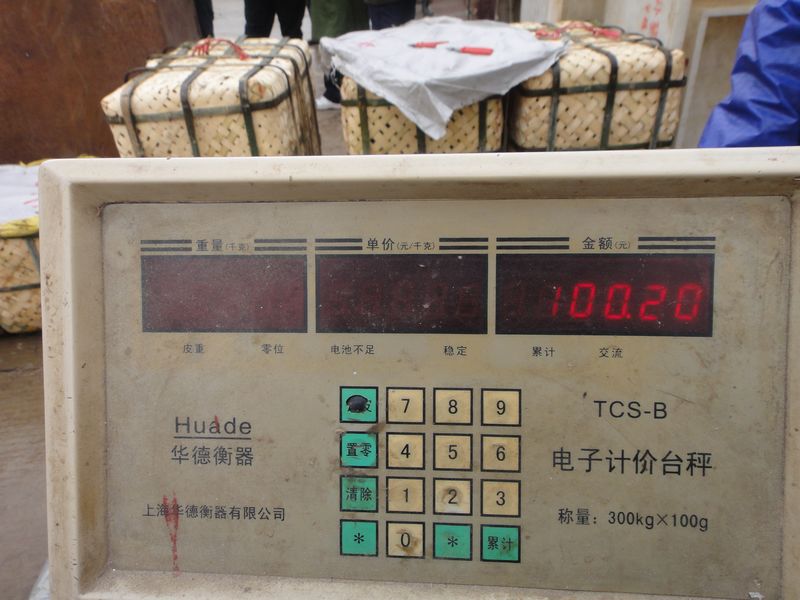 重量(千克) 单价(元/千克) 金额(元)
100.20
皮重 零位 电池不足 稳定 累计 交流
7 8 9
Huade
TCS-B
置零 4 5 6
华德衡器
电子计价台秤
清除 1 2 3
上海华德衡器有限公司
称量：300kg×100g
* 0 * 累计